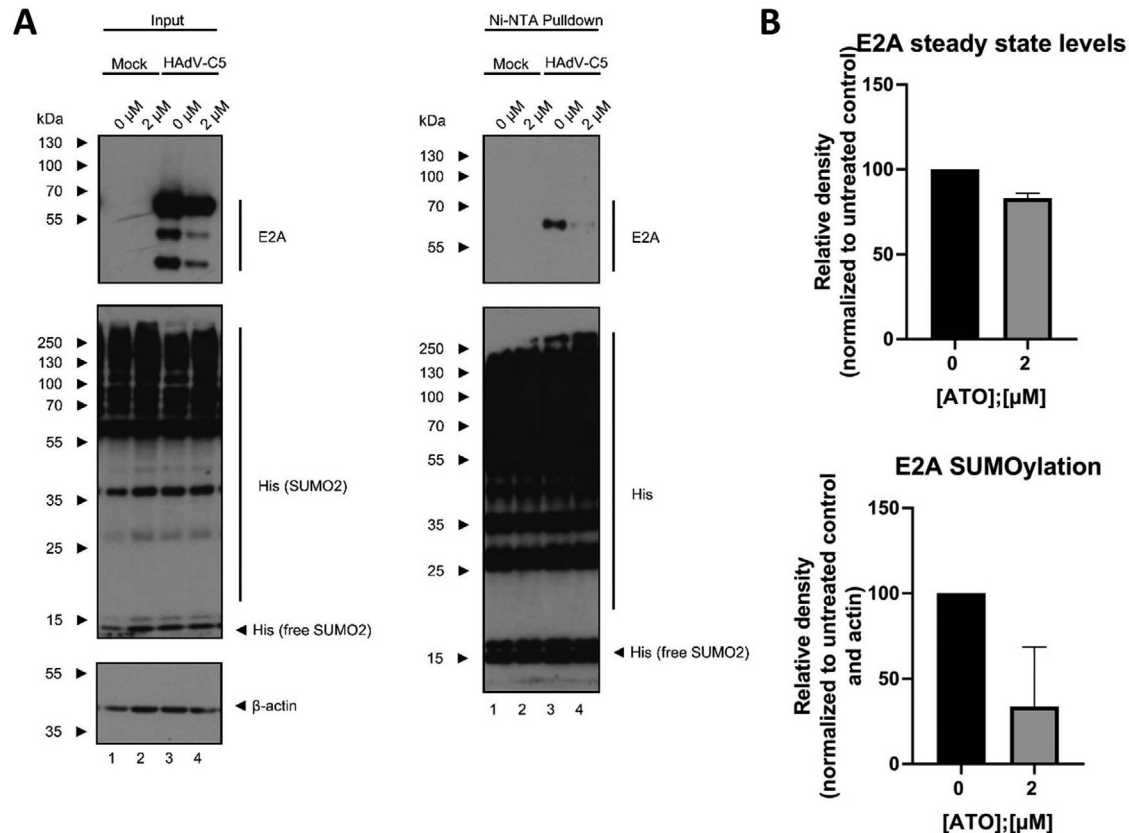 A
Input
Mock HAdV-C5
0 µM 2 µM 0 µM 2 µM
kDa
130
100
70
55
E2A
250
130
100
70
55
35
25
15
His (SUMO2)
His (free SUMO2)
55
35
β-actin
1 2 3 4
Ni-NTA Pulldown
Mock HAdV-C5
0 µM 2 µM 0 µM 2 µM
kDa
130
100
70
55
E2A
250
130
100
70
55
35
25
15
His
His (free SUMO2)
1 2 3 4
B
E2A steady state levels
Relative density
(normalized to untreated control)
150
100
50
0
0 2
[ATO];[µM]
E2A SUMOylation
Relative density
(normalized to untreated control
and actin)
150
100
50
0
0 2
[ATO];[µM]